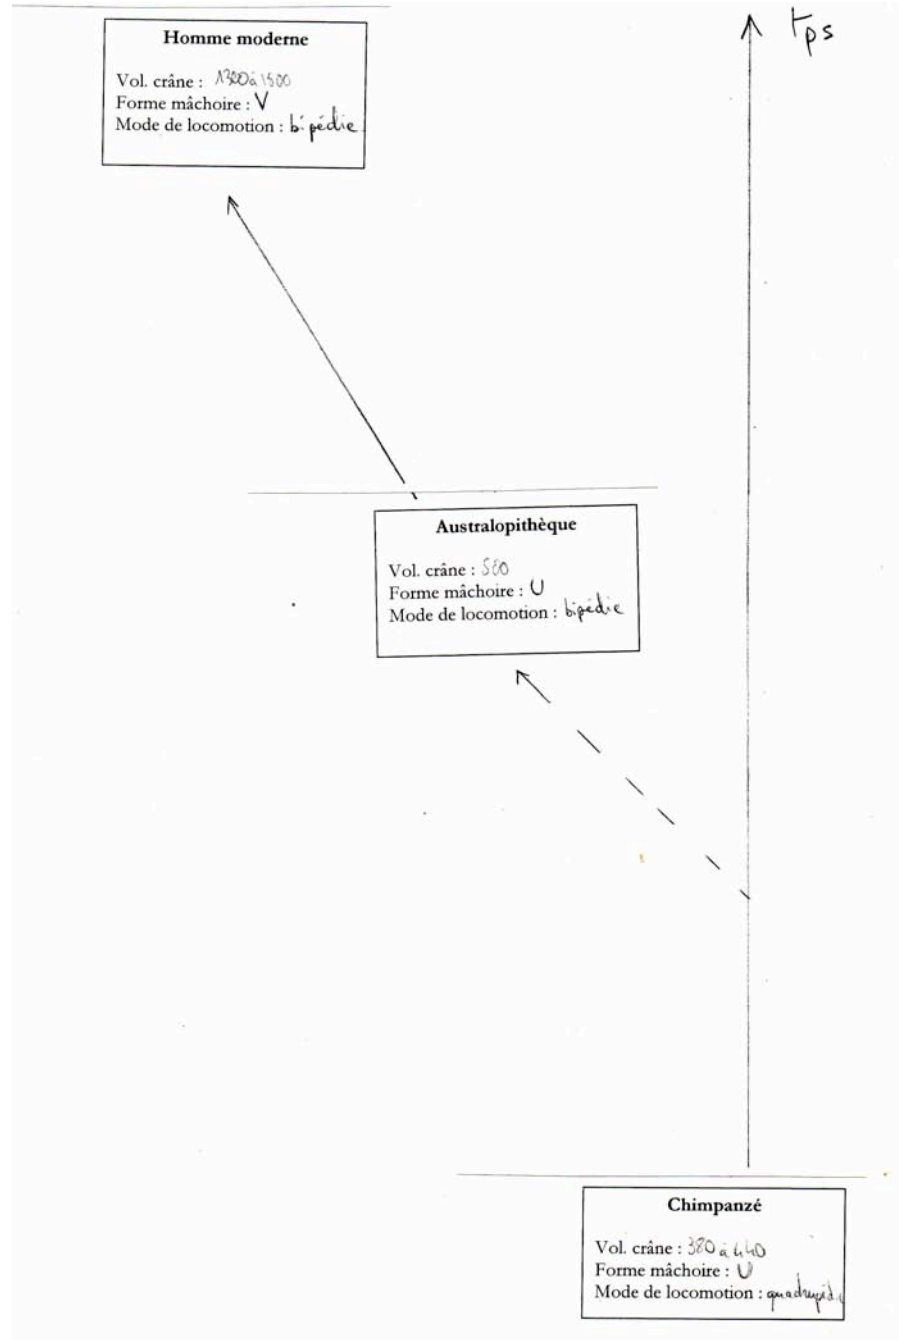 tps
Homme moderne
Vol. crâne : 1300 à 1500
Forme mâchoire : V
Mode de locomotion : bipédie
Australopithèque
Vol. crâne : 580
Forme mâchoire : U
Mode de locomotion : bipédie
Chimpanzé
Vol. crâne : 380 à 440
Forme mâchoire : U
Mode de locomotion :